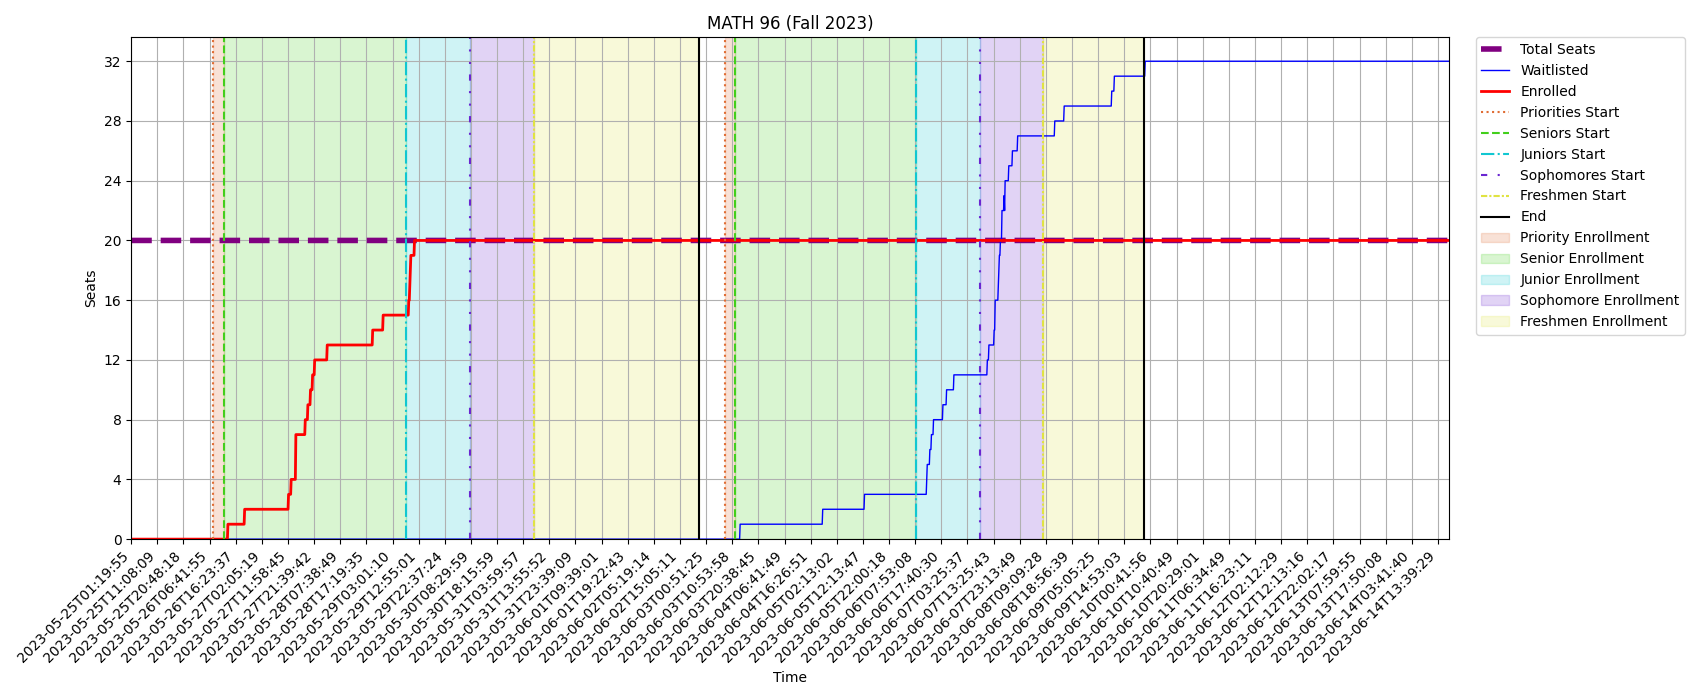 MATH 96 (Fall 2023)
Seats
32
28
24
20
16
12
8
4
0
2023-05-25T01:19:55
2023-05-25T11:08:09
2023-05-25T20:48:18
2023-05-26T06:41:55
2023-05-26T16:23:37
2023-05-27T02:05:19
2023-05-27T11:58:45
2023-05-27T21:39:42
2023-05-28T07:38:49
2023-05-28T17:19:35
2023-05-29T03:01:10
2023-05-29T12:55:01
2023-05-29T22:37:24
2023-05-30T08:29:59
2023-05-30T18:15:59
2023-05-31T03:59:57
2023-05-31T13:55:52
2023-05-31T23:39:09
2023-06-01T09:39:01
2023-06-01T19:22:43
2023-06-02T05:19:14
2023-06-02T15:05:11
2023-06-03T00:51:25
2023-06-03T10:53:58
2023-06-03T20:38:45
2023-06-04T06:41:49
2023-06-04T16:26:51
2023-06-05T02:13:02
2023-06-05T12:13:47
2023-06-05T22:00:18
2023-06-06T07:53:08
2023-06-06T17:40:30
2023-06-07T03:25:37
2023-06-07T13:25:43
2023-06-07T23:13:49
2023-06-08T09:09:28
2023-06-08T18:56:39
2023-06-09T05:05:25
2023-06-09T14:53:03
2023-06-10T00:41:56
2023-06-10T10:40:49
2023-06-10T20:29:01
2023-06-11T06:34:49
2023-06-11T16:23:11
2023-06-12T02:12:29
2023-06-12T12:13:16
2023-06-12T22:02:17
2023-06-13T07:59:55
2023-06-13T17:50:08
2023-06-14T03:41:40
2023-06-14T13:39:29
Time
Total Seats
Waitlisted
Enrolled
Priorities Start
Seniors Start
Juniors Start
Sophomores Start
Freshmen Start
End
Priority Enrollment
Senior Enrollment
Junior Enrollment
Sophomore Enrollment
Freshmen Enrollment